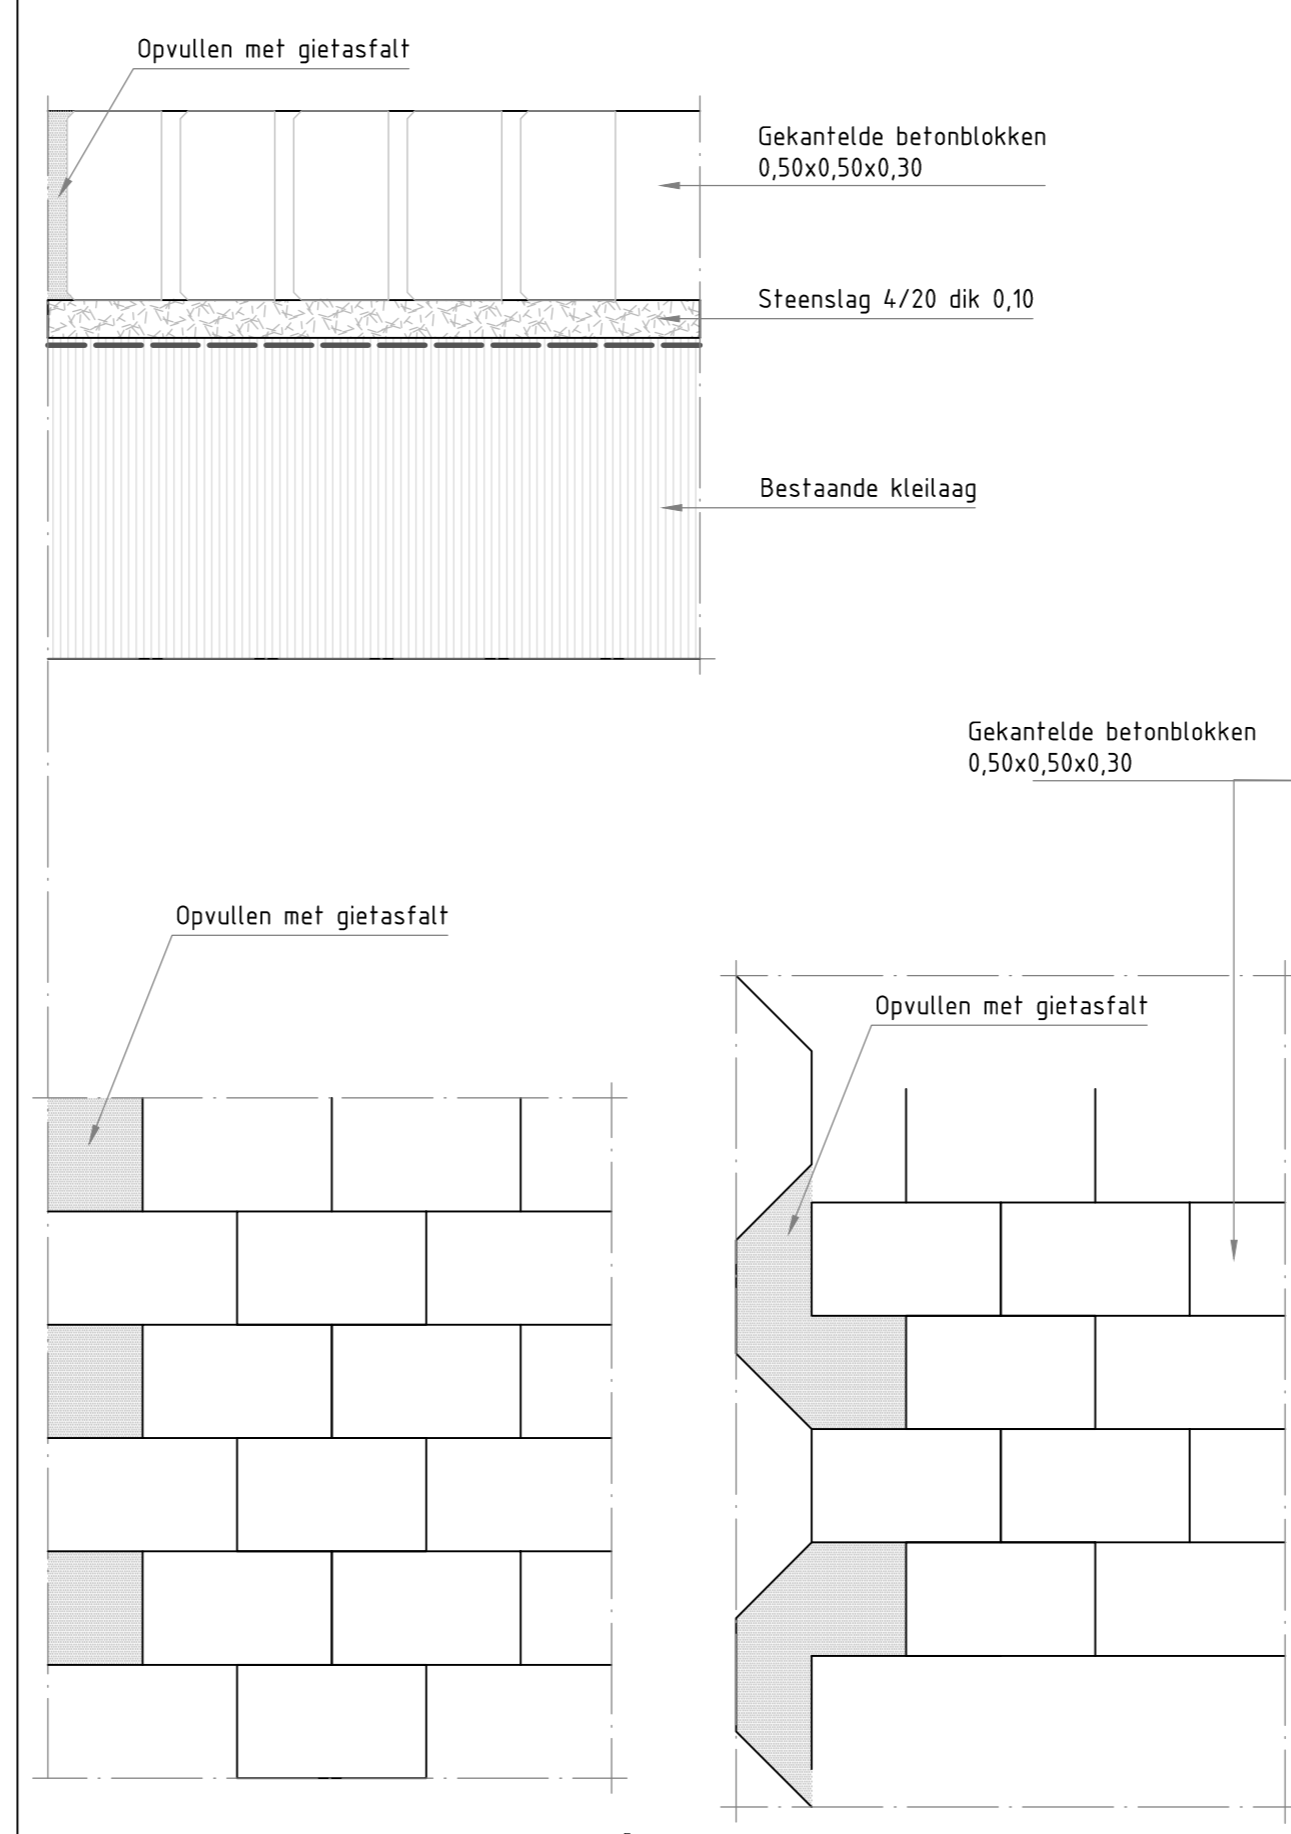 Opvullen met gietasfalt
Gekantelde betonblokken
0,50x0,50x0,30
Steenslag 4/20 dik 0,10
Bestaande kleilaag
Gekantelde betonblokken
0,50x0,50x0,30
Opvullen met gietasfalt
Opvullen met gietasfalt